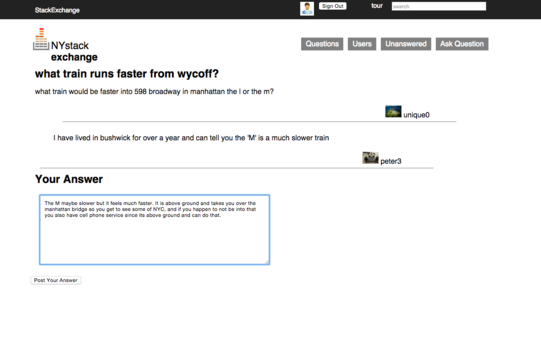 StackExchange
Sign Out
tour
search
NYstack
exchange
Questions
Users
Unanswered
Ask Question
what train runs faster from wycoff?
what train would be faster into 598 broadway in manhattan the l or the m?
unique0
I have lived in bushwick for over a year and can tell you the 'M' is a much slower train
peter3
Your Answer
The M maybe slower but it feels much faster. It is above ground and takes you over the
manhattan bridge so you get to see some of NYC, and if you happen to not be into that
you also have cell phone service since its above ground and can do that.
Post Your Answer